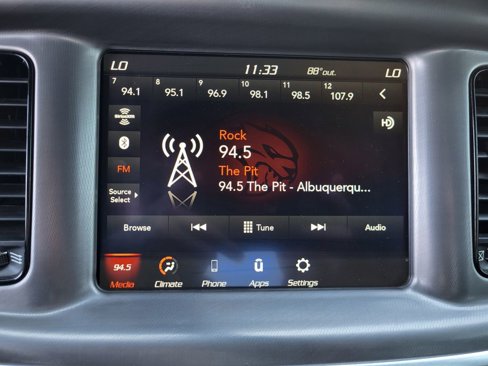 LO 11:33 88° out. LO
7 8 9 10 11 12
94.1 95.1 96.9 98.1 98.5 107.9
SIRIUSXM
HD
Rock
94.5
FM
The Pit
94.5 The Pit - Albuquerqu...
Source
Select
Browse Tune Audio
94.5
Media Climate Phone Apps Settings